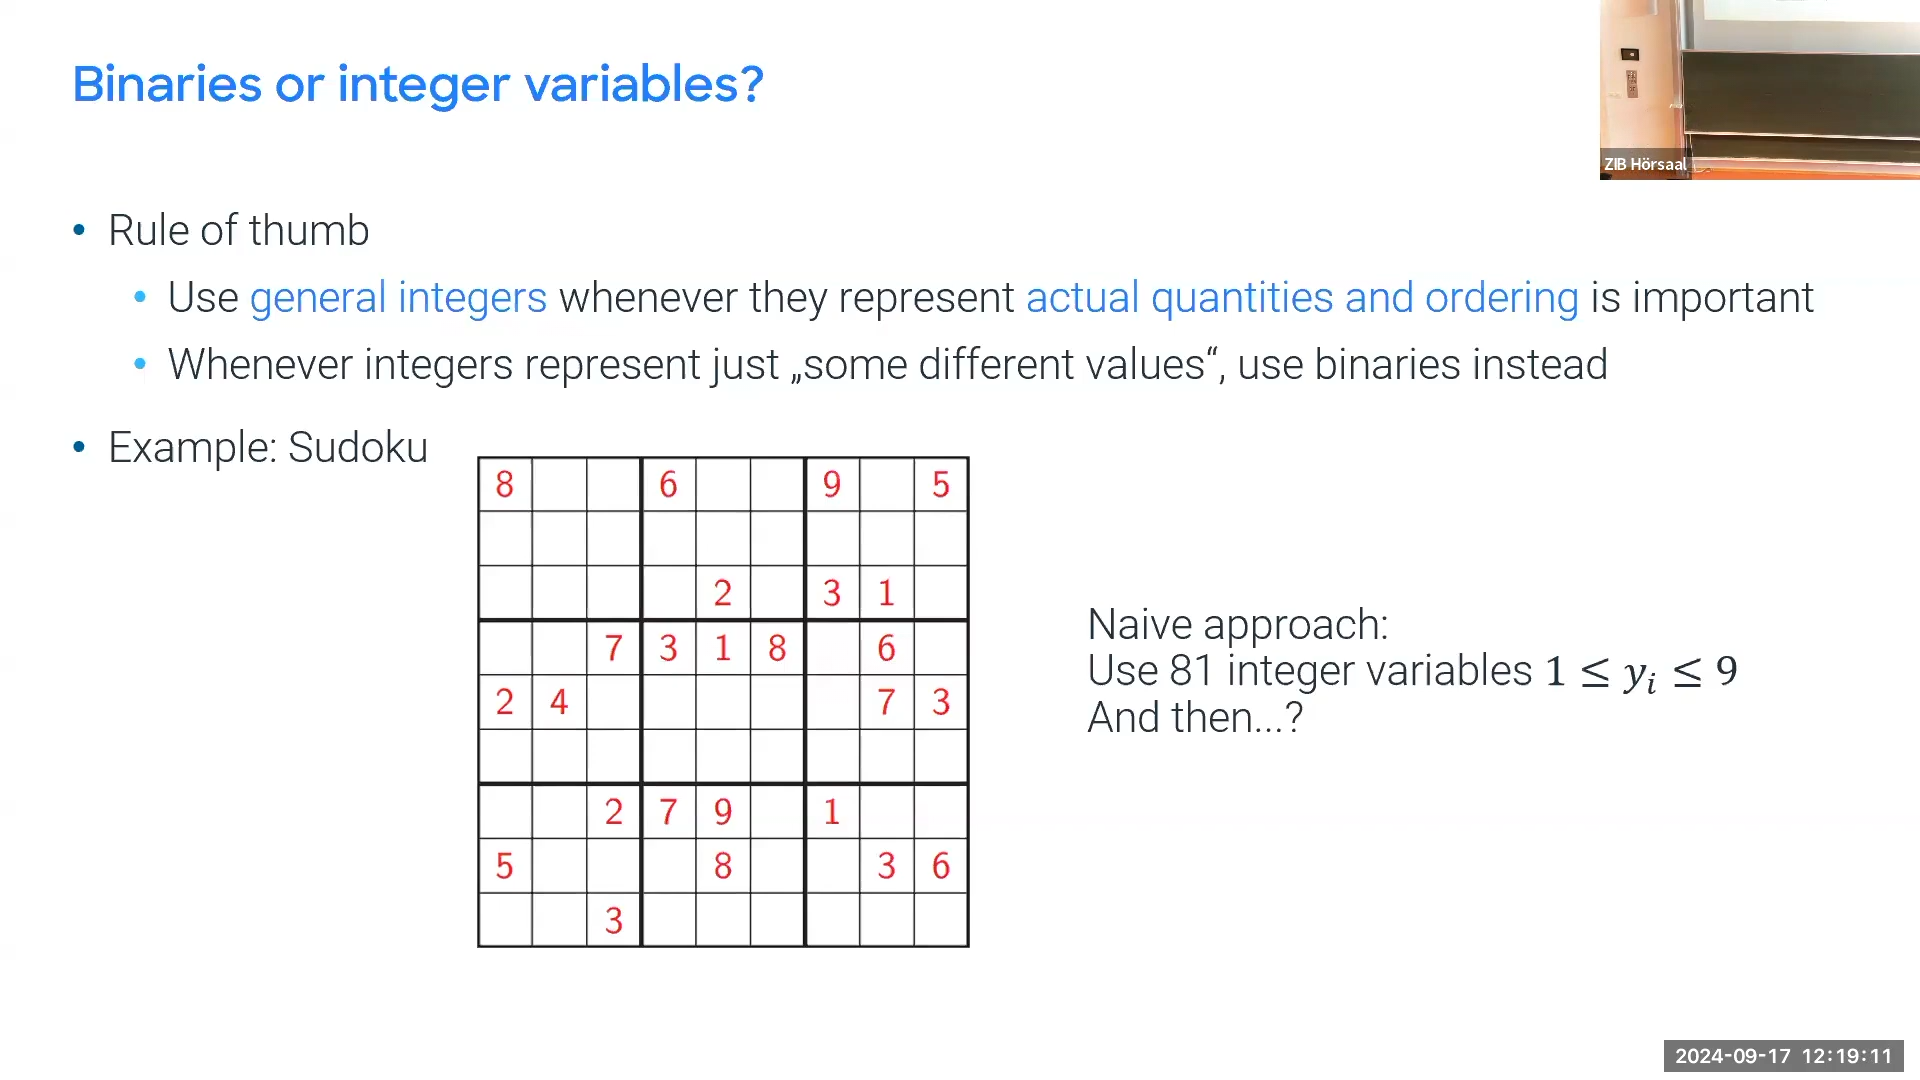 Binaries or integer variables?
ZIB Hörsaal
• Rule of thumb
• Use general integers whenever they represent actual quantities and ordering is important
• Whenever integers represent just „some different values“, use binaries instead
• Example: Sudoku
8 6 9 5
2 3 1
7 3 1 8 6
2 4 7 3
2 7 9 1
5 8 3 6
3
Naive approach:
Use 81 integer variables 1 ≤ yᵢ ≤ 9
And then...?
2024-09-17 12:19:11